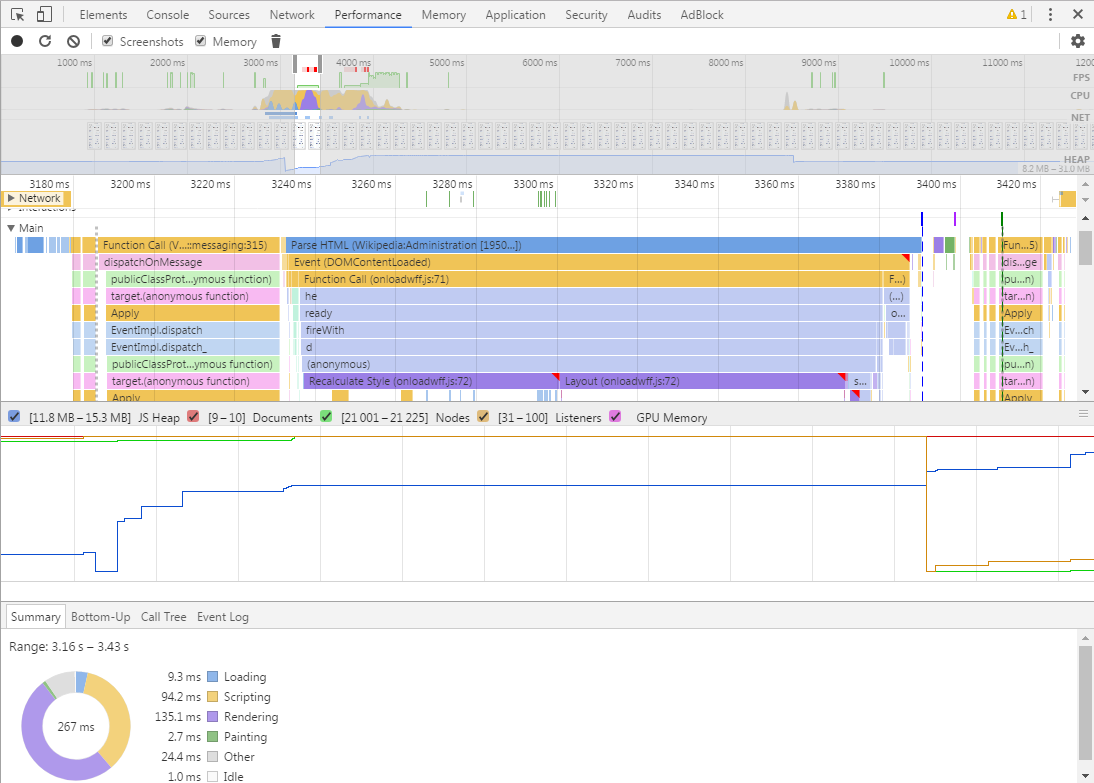 Elements Console Sources Network Performance Memory Application Security Audits AdBlock 1
Screenshots Memory
1000 ms 2000 ms 3000 ms 4000 ms 5000 ms 6000 ms 7000 ms 8000 ms 9000 ms 10000 ms 11000 ms 1200
FPS
CPU
NET
HEAP
8.2 MB – 31.0 MB
3180 ms 3200 ms 3220 ms 3240 ms 3260 ms 3280 ms 3300 ms 3320 ms 3340 ms 3360 ms 3380 ms 3400 ms 3420 ms
Network
Interactions
Main
Function Call (V…::messaging:315) Parse HTML (Wikipedia:Administration [1950…]) Fun…5)
dispatchOnMessage Event (DOMContentLoaded) dis…ge
publicClassProt…ymous function) Function Call (onloadwff.js:71) F…) (pu…n)
target.(anonymous function) he (…) tar…n)
Apply ready o… Apply
EventImpl.dispatch fireWith Ev…ch
EventImpl.dispatch_ d Ev…h_
publicClassProt…ymous function) (anonymous) (pu…n)
target.(anonymous function) Recalculate Style (onloadwff.js:72) Layout (onloadwff.js:72) s… tar…n)
Apply Apply
[11.8 MB – 15.3 MB] JS Heap [9 – 10] Documents [21 001 – 21 225] Nodes [31 – 100] Listeners GPU Memory
Summary Bottom-Up Call Tree Event Log
Range: 3.16 s – 3.43 s
267 ms
9.3 ms Loading
94.2 ms Scripting
135.1 ms Rendering
2.7 ms Painting
24.4 ms Other
1.0 ms Idle